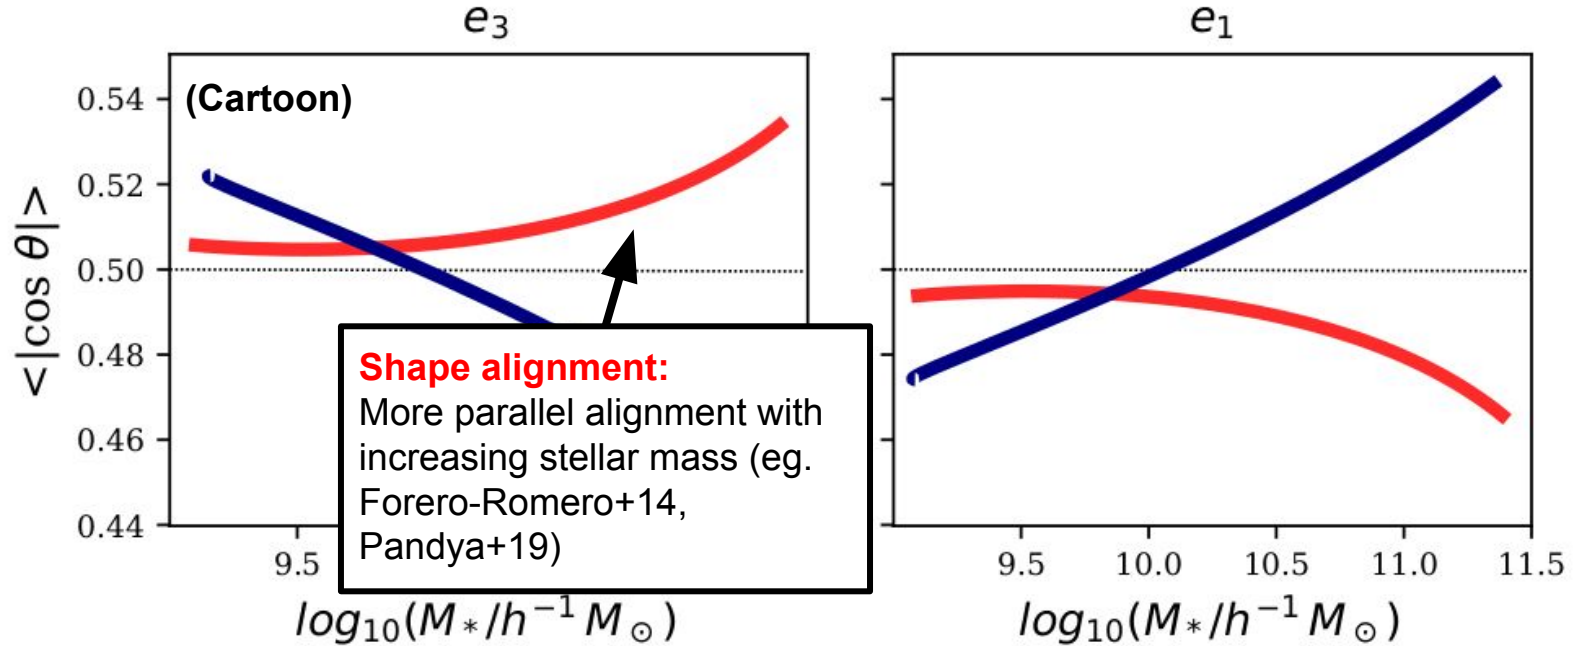 e₃
e₁
(Cartoon)
0.54
0.52
0.50
0.48
0.46
0.44
<|cos θ|>
Shape alignment:
More parallel alignment with
increasing stellar mass (eg.
Forero-Romero+14,
Pandya+19)
9.5
9.5 10.0 10.5 11.0 11.5
log₁₀(M*/h⁻¹M⊙)
log₁₀(M*/h⁻¹M⊙)